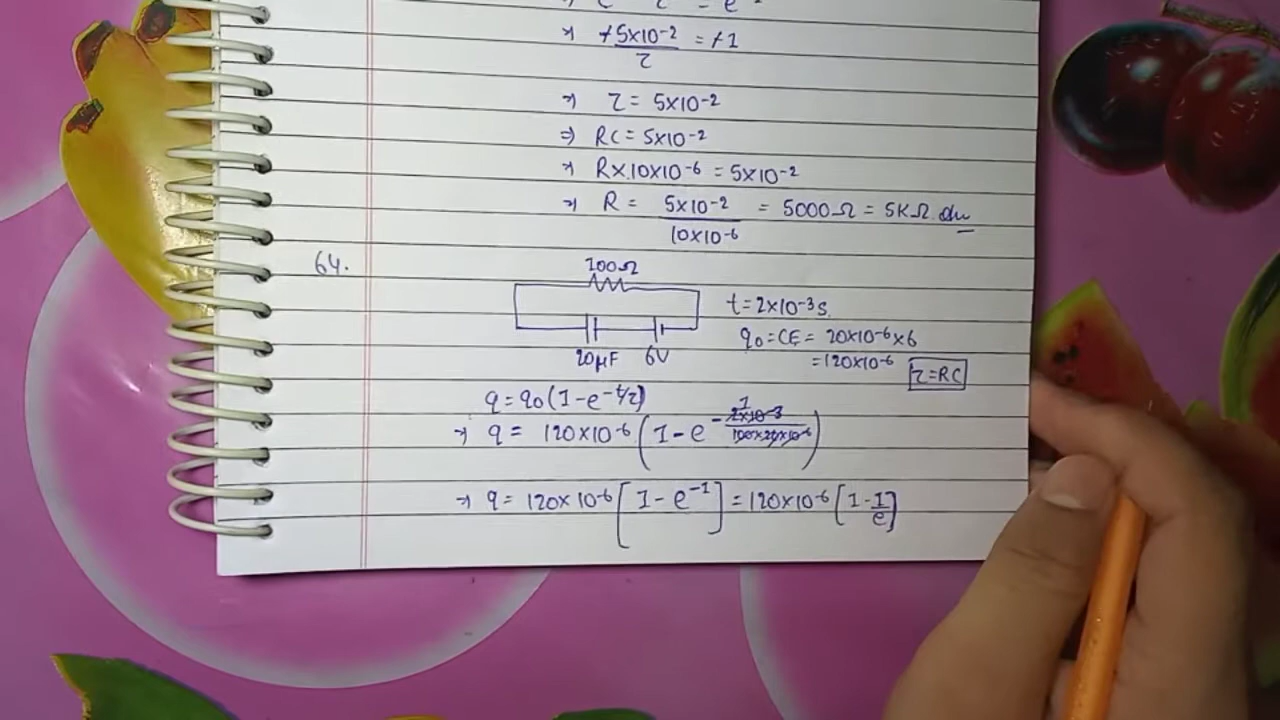 ⇒ +5×10⁻²/τ = +1
⇒ τ = 5×10⁻²
⇒ RC = 5×10⁻²
⇒ R×10×10⁻⁶ = 5×10⁻²
⇒ R = 5×10⁻²/10×10⁻⁶ = 5000Ω = 5KΩ
64.
100Ω
20μF 6V
t = 2×10⁻³s.
q₀ = CE = 20×10⁻⁶×6
= 120×10⁻⁶
τ = RC
q = q₀(1-e^-t/τ)
⇒ q = 120×10⁻⁶(1-e^-2×10⁻³/100×20×10⁻⁶) 1
⇒ q = 120×10⁻⁶[1-e⁻¹] = 120×10⁻⁶[1-1/e]